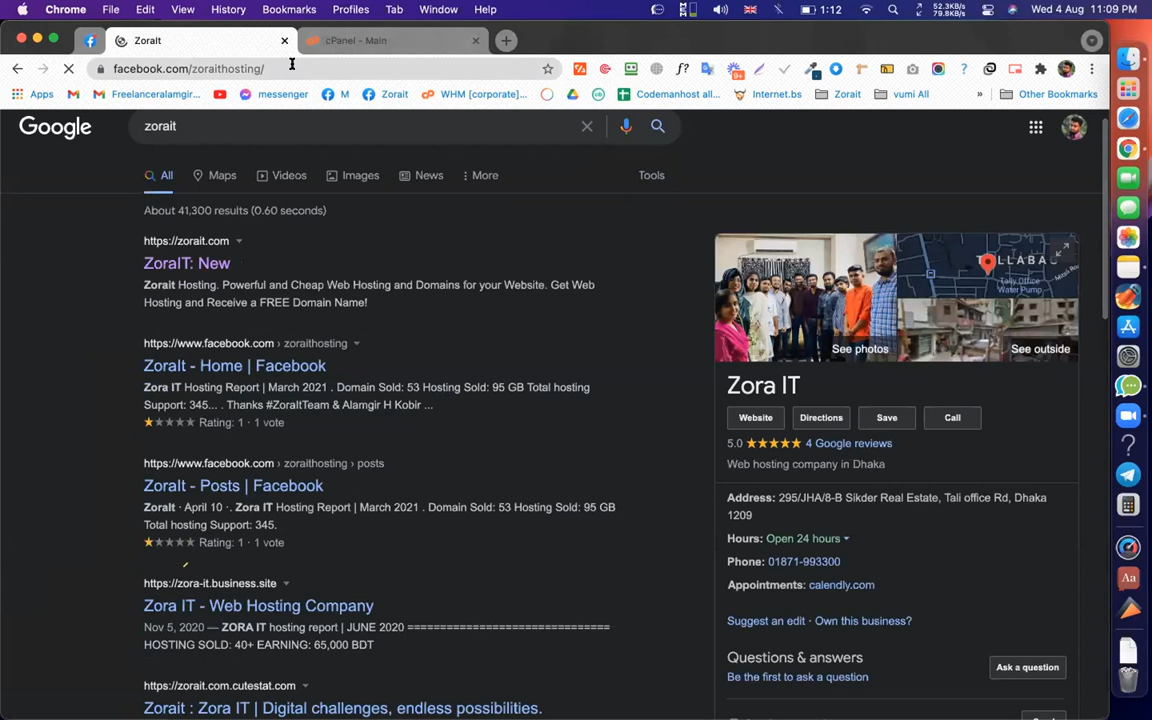 Chrome File Edit View History Bookmarks Profiles Tab Window Help 1:12 52.3KB/s 79.8KB/s Wed 4 Aug 11:09 PM
ZoraIt cPanel - Main
facebook.com/zoraithosting/
Apps Freelanceralamgir... messenger M Zorait WHM [corporate]... Codemanhost all... Internet.bs Zorait vumi All » Other Bookmarks
Google zorait
All Maps Videos Images News More Tools
About 41,300 results (0.60 seconds)
https://zorait.com
ZoraIT: New
Zorait Hosting. Powerful and Cheap Web Hosting and Domains for your Website. Get Web
Hosting and Receive a FREE Domain Name!
https://www.facebook.com › zoraithosting
ZoraIt - Home | Facebook
Zora IT Hosting Report | March 2021 . Domain Sold: 53 Hosting Sold: 95 GB Total hosting
Support: 345... . Thanks #ZoraItTeam & Alamgir H Kobir ...
Rating: 1 · 1 vote
https://www.facebook.com › zoraithosting › posts
ZoraIt - Posts | Facebook
ZoraIt · April 10 ·. Zora IT Hosting Report | March 2021 . Domain Sold: 53 Hosting Sold: 95 GB
Total hosting Support: 345.
Rating: 1 · 1 vote
https://zora-it.business.site
Zora IT - Web Hosting Company
Nov 5, 2020 — ZORA IT hosting report | JUNE 2020 ==============================
HOSTING SOLD: 40+ EARNING: 65,000 BDT
https://zorait.com.cutestat.com
Zorait : Zora IT | Digital challenges, endless possibilities.
TALLABAG
Tally Office
Water Pump
See photos See outside
Zora IT
Website Directions Save Call
5.0 4 Google reviews
Web hosting company in Dhaka
Address: 295/JHA/8-B Sikder Real Estate, Tali office Rd, Dhaka
1209
Hours: Open 24 hours
Phone: 01871-993300
Appointments: calendly.com
Suggest an edit · Own this business?
Questions & answers
Be the first to ask a question
Ask a question
Aa